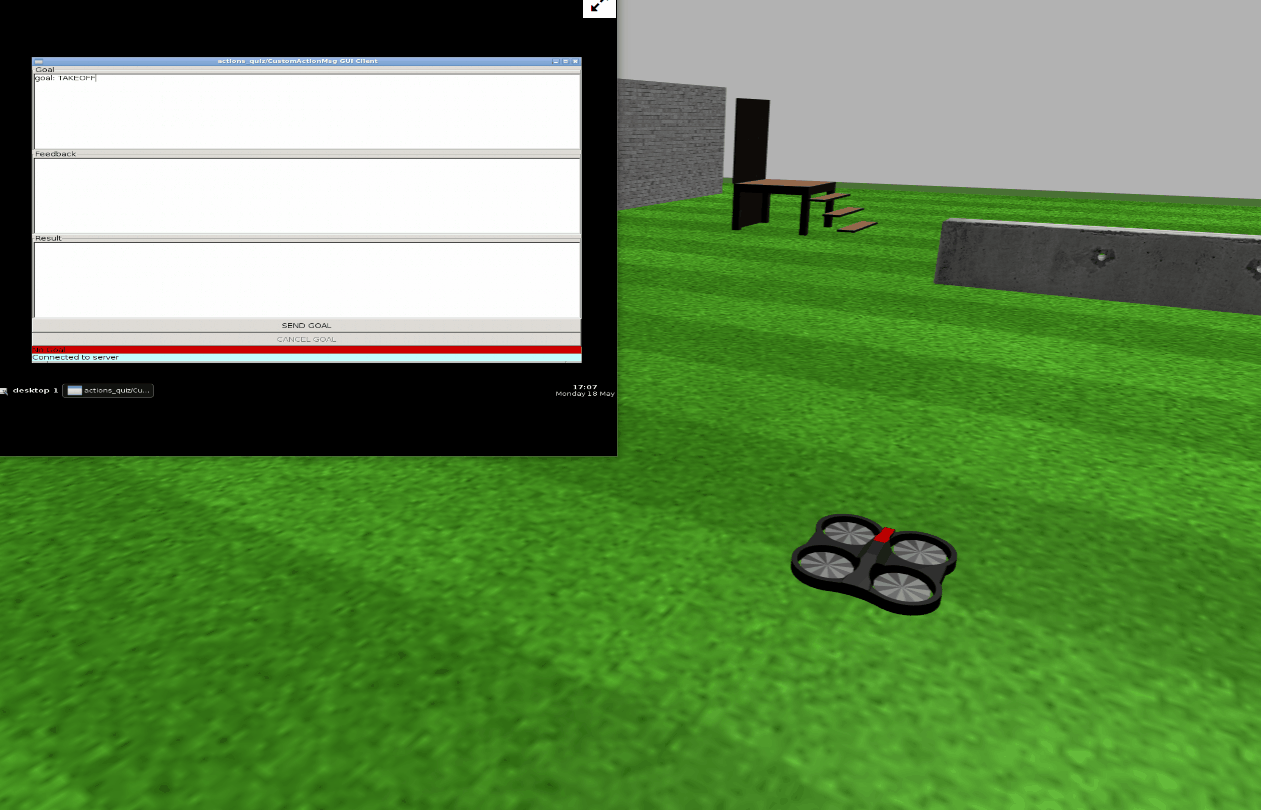 actions_quiz/CustomActionMsg GUI Client
Goal
goal: TAKEOFF
Feedback
Result
SEND GOAL
CANCEL GOAL
Connected to server
desktop 1
actions_quiz/Cu...
17:07
Monday 18 May